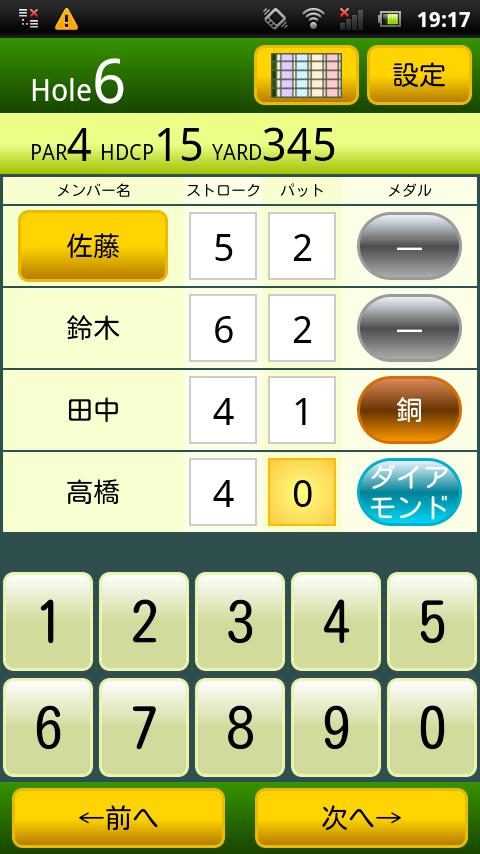 19:17
Hole6
設定
PAR4 HDCP15 YARD345
メンバー名 ストローク パット メダル
佐藤 5 2 —
鈴木 6 2 —
田中 4 1 銅
高橋 4 0 ダイア
モンド
1 2 3 4 5
6 7 8 9 0
←前へ 次へ→